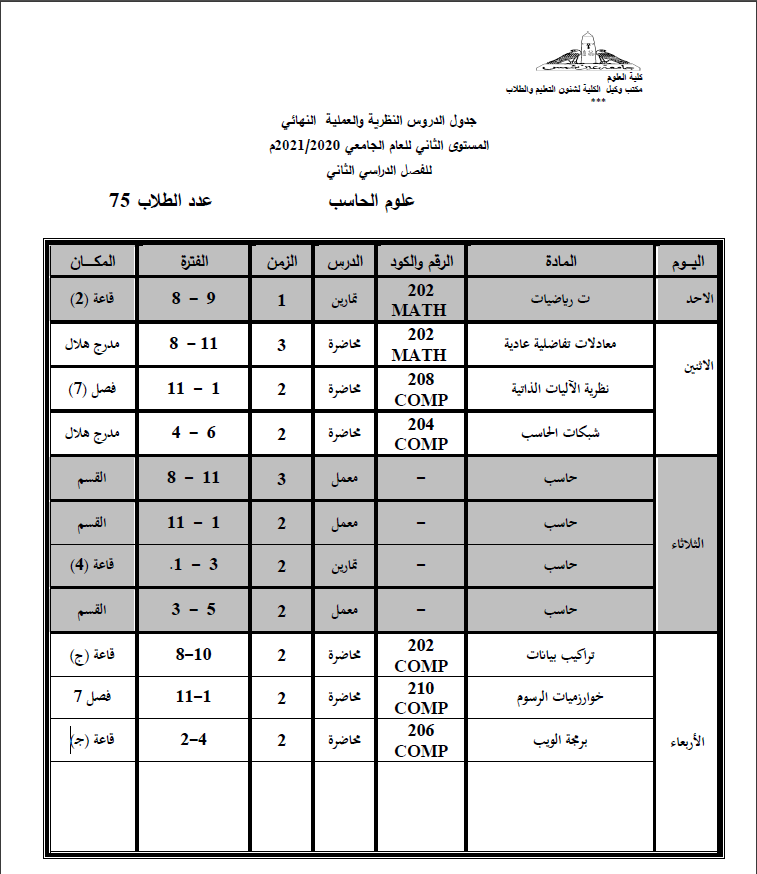 كلية العلوم
مكتب وكيل الكلية لشئون التعليم والطلاب
***
جدول الدروس النظرية والعملية النهائي
المستوى الثاني للعام الجامعي 2021/2020م
للفصل الدراسي الثاني
علوم الحاسب عدد الطلاب 75
اليـوم المادة الرقم والكود الدرس الزمن الفترة المكـــان
الاحد ت رياضيات 202 MATH تمارين 1 8 – 9 قاعة (2)
الاثنين معادلات تفاضلية عادية 202 MATH محاضرة 3 8 – 11 مدرج هلال
نظرية الآليات الذاتية 208 COMP محاضرة 2 11 – 1 فصل (7)
شبكات الحاسب 204 COMP محاضرة 2 4 – 6 مدرج هلال
الثلاثاء حاسب – معمل 3 8 – 11 القسم
حاسب – معمل 2 11 – 1 القسم
حاسب – تمارين 2 .1 – 3 قاعة (4)
حاسب – معمل 2 3 – 5 القسم
الأربعاء تراكيب بيانات 202 COMP محاضرة 2 8–10 قاعة (ج)
خوارزميات الرسوم 210 COMP محاضرة 2 11–1 فصل 7
برمجة الويب 206 COMP محاضرة 2 2–4 قاعة (ج)